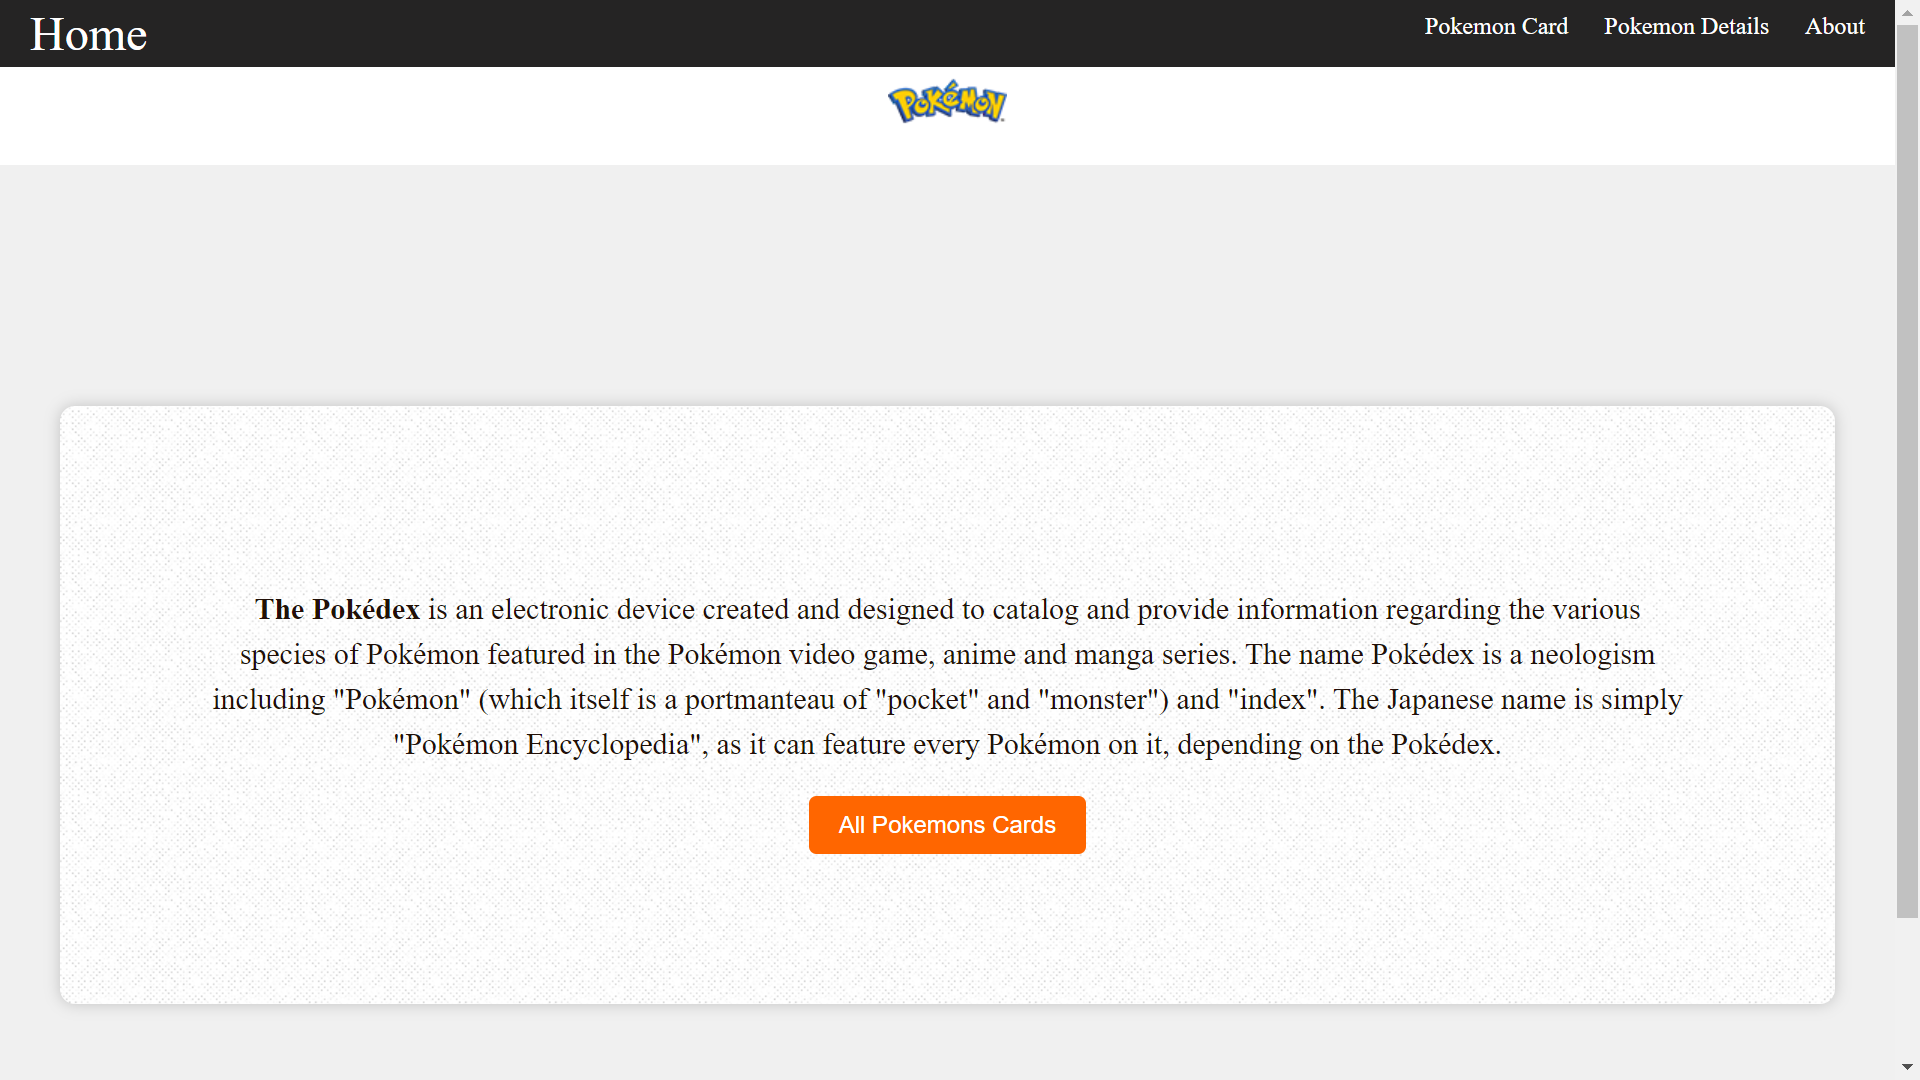 Home
Pokemon Card
Pokemon Details
About
Pokémon
The Pokédex is an electronic device created and designed to catalog and provide information regarding the various
species of Pokémon featured in the Pokémon video game, anime and manga series. The name Pokédex is a neologism
including "Pokémon" (which itself is a portmanteau of "pocket" and "monster") and "index". The Japanese name is simply
"Pokémon Encyclopedia", as it can feature every Pokémon on it, depending on the Pokédex.
All Pokemons Cards